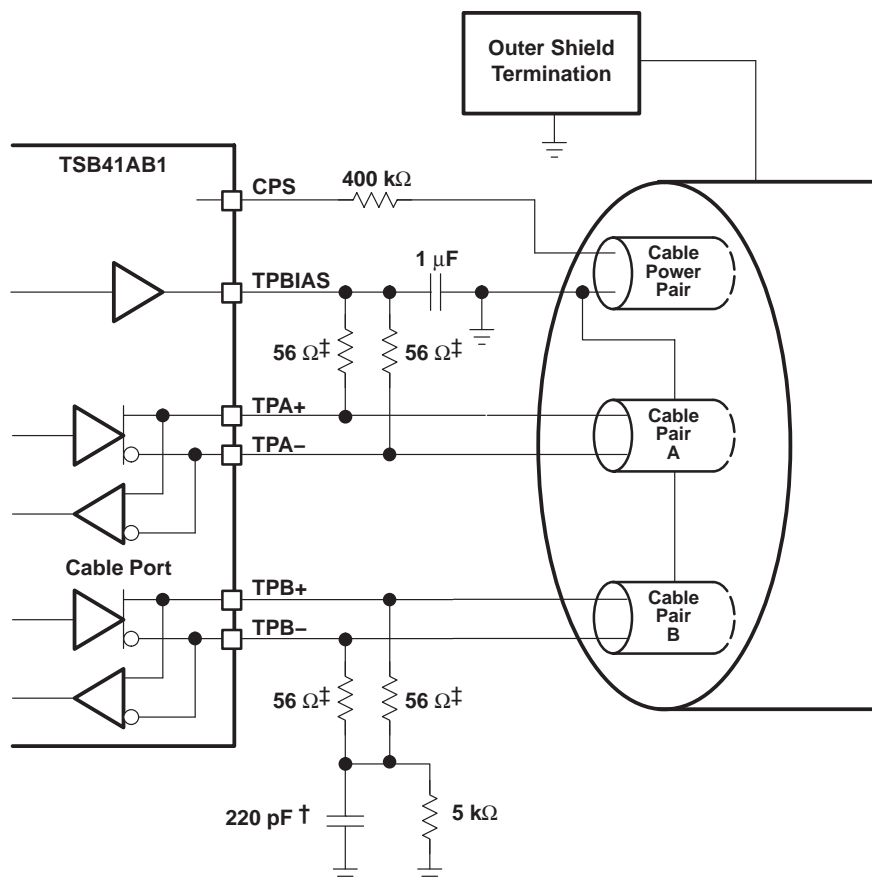 Outer Shield
Termination
TSB41AB1
CPS
400 kΩ
Cable
Power
Pair
1 μF
TPBIAS
56 Ω‡
56 Ω‡
TPA+
Cable
Pair
A
TPA–
Cable Port
TPB+
Cable
Pair
B
TPB–
56 Ω‡
56 Ω‡
220 pF †
5 kΩ